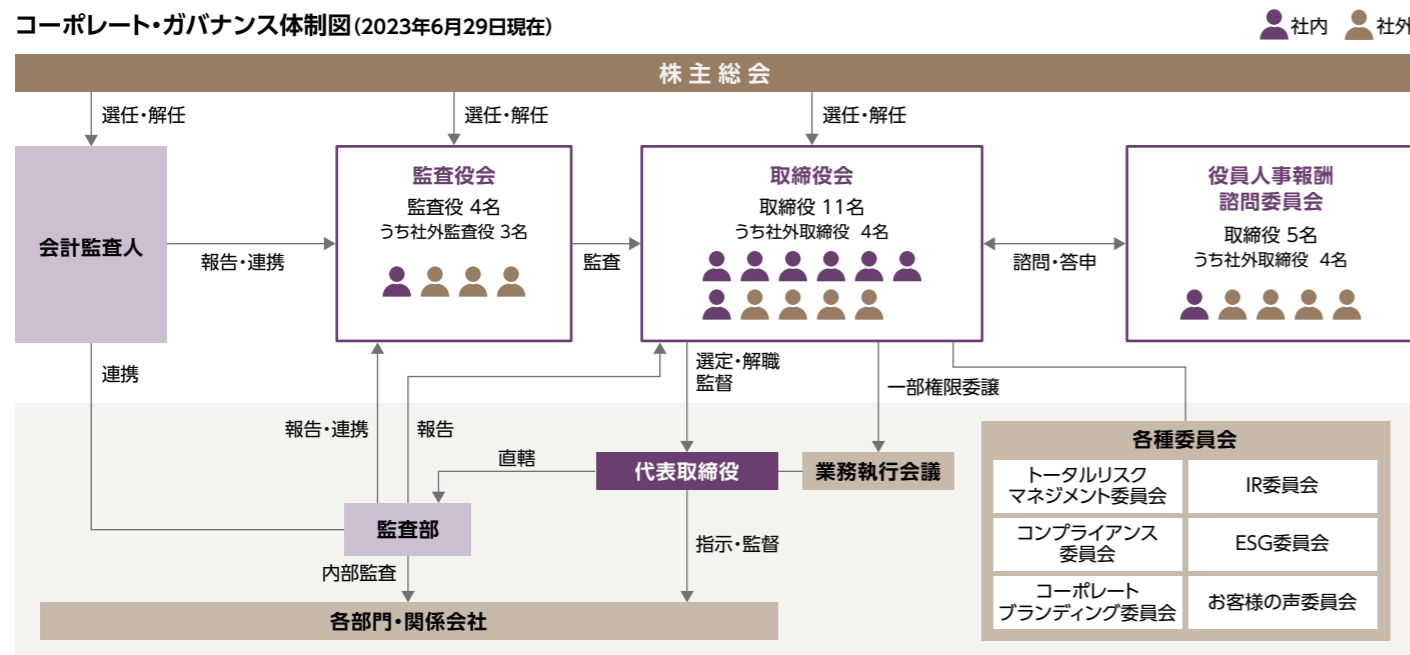 コーポレート・ガバナンス体制図（2023年6月29日現在）
社内 社外
株主総会
選任・解任
選任・解任
選任・解任
会計監査人
報告・連携
監査役会
監査役 4名
うち社外監査役 3名
監査
取締役会
取締役 11名
うち社外取締役 4名
諮問・答申
役員人事報酬
諮問委員会
取締役 5名
うち社外取締役 4名
連携
報告・連携
報告
選定・解職
監督
一部権限委譲
直轄
代表取締役
業務執行会議
監査部
内部監査
指示・監督
各部門・関係会社
各種委員会
トータルリスク
マネジメント委員会
IR委員会
コンプライアンス
委員会
ESG委員会
コーポレート
ブランディング委員会
お客様の声委員会